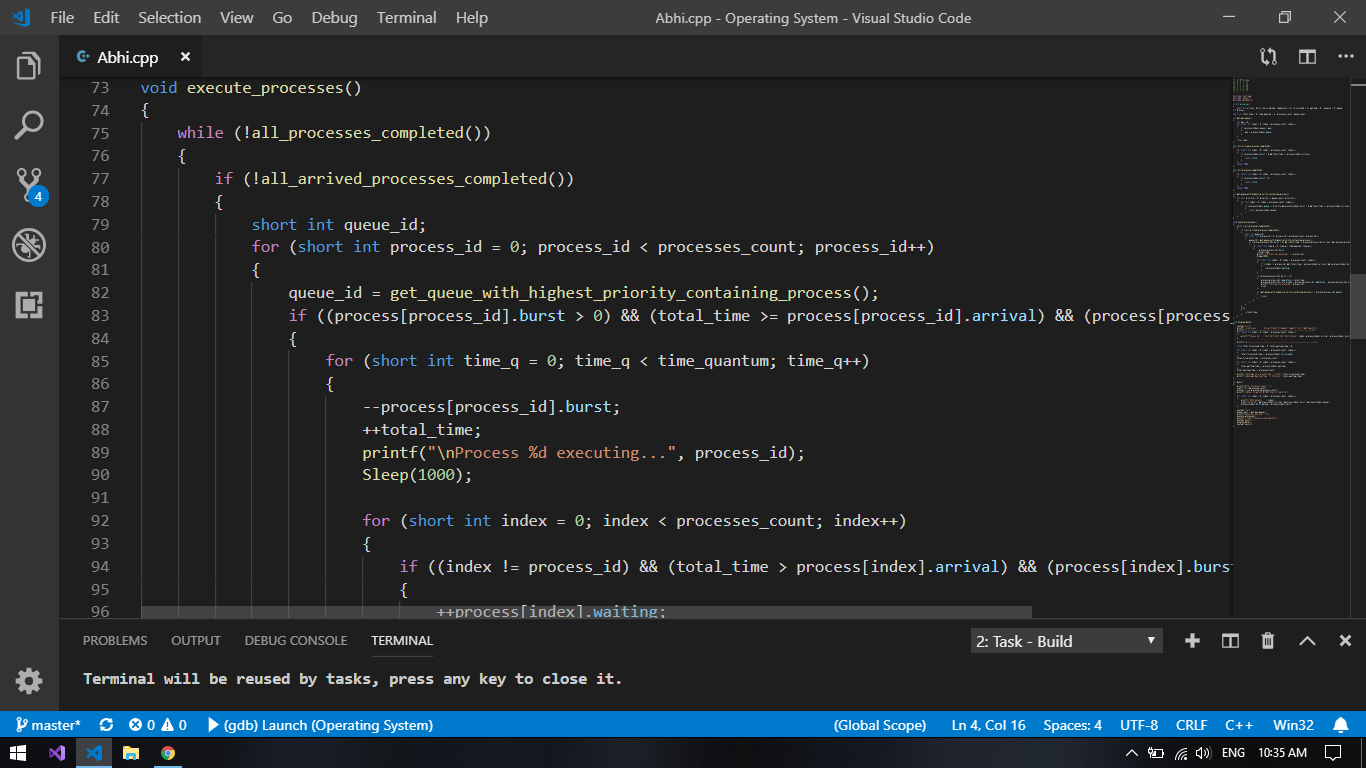 File Edit Selection View Go Debug Terminal Help Abhi.cpp - Operating System - Visual Studio Code
Abhi.cpp
73 void execute_processes()
74 {
75 while (!all_processes_completed())
76 {
77 if (!all_arrived_processes_completed())
78 {
79 short int queue_id;
80 for (short int process_id = 0; process_id < processes_count; process_id++)
81 {
82 queue_id = get_queue_with_highest_priority_containing_process();
83 if ((process[process_id].burst > 0) && (total_time >= process[process_id].arrival) && (process[process_
84 {
85 for (short int time_q = 0; time_q < time_quantum; time_q++)
86 {
87 --process[process_id].burst;
88 ++total_time;
89 printf("\nProcess %d executing...", process_id);
90 Sleep(1000);
91
92 for (short int index = 0; index < processes_count; index++)
93 {
94 if ((index != process_id) && (total_time > process[index].arrival) && (process[index].burs
95 {
96 ++process[index].waiting;
4
PROBLEMS OUTPUT DEBUG CONSOLE TERMINAL 2: Task - Build
Terminal will be reused by tasks, press any key to close it.
master* 0 0 (gdb) Launch (Operating System) (Global Scope) Ln 4, Col 16 Spaces: 4 UTF-8 CRLF C++ Win32
ENG 10:35 AM